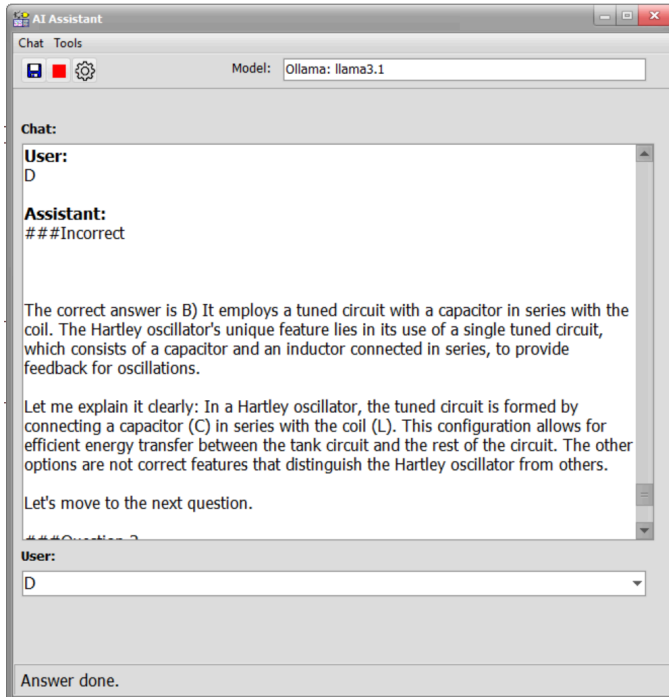 AI Assistant
Chat Tools
Model: Ollama: llama3.1
Chat:
User:
D
Assistant:
###Incorrect
The correct answer is B) It employs a tuned circuit with a capacitor in series with the
coil. The Hartley oscillator's unique feature lies in its use of a single tuned circuit,
which consists of a capacitor and an inductor connected in series, to provide
feedback for oscillations.
Let me explain it clearly: In a Hartley oscillator, the tuned circuit is formed by
connecting a capacitor (C) in series with the coil (L). This configuration allows for
efficient energy transfer between the tank circuit and the rest of the circuit. The other
options are not correct features that distinguish the Hartley oscillator from others.
Let's move to the next question.
###Question
User:
D
Answer done.